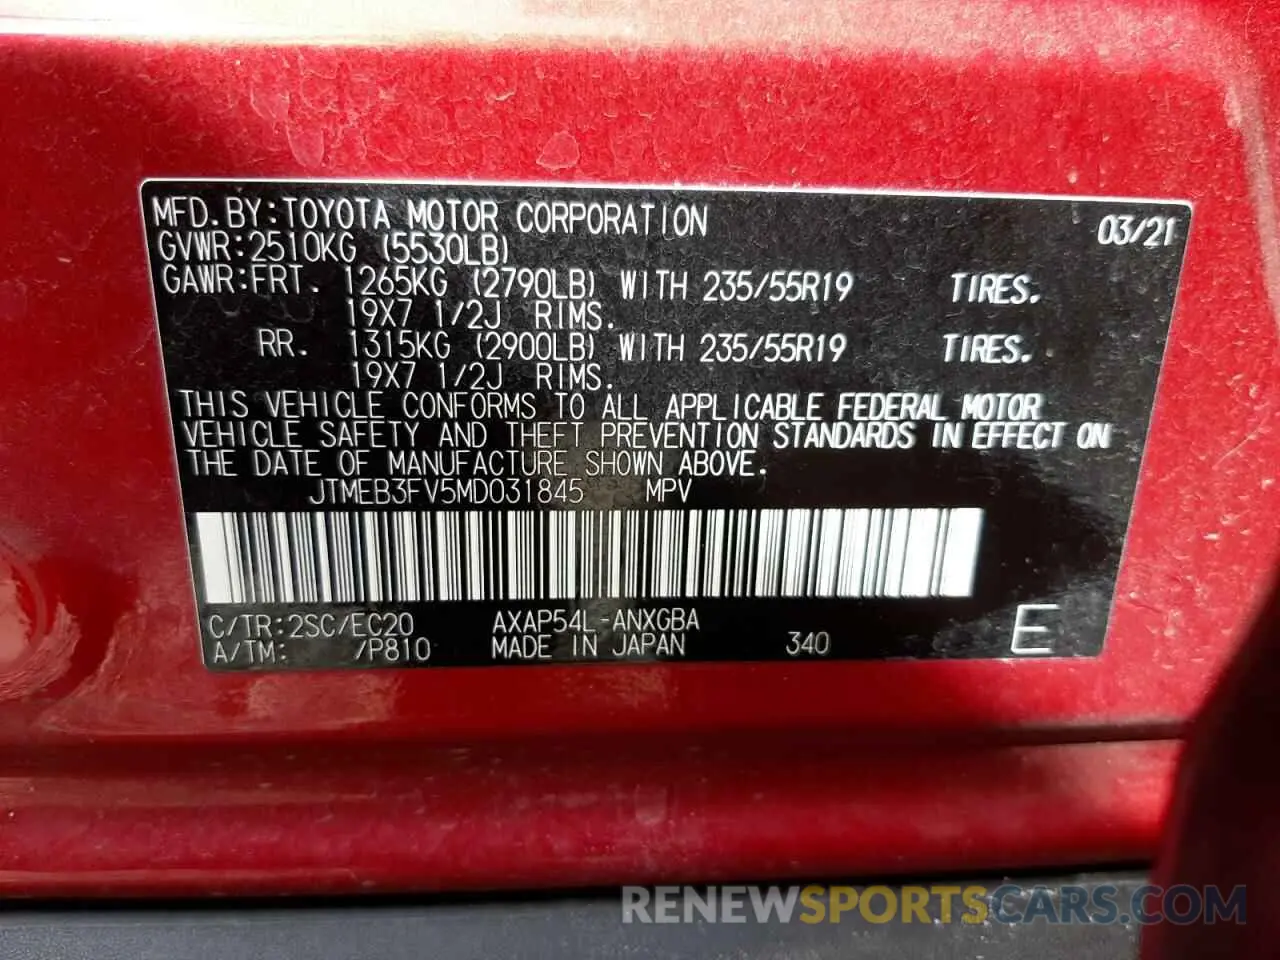 MFD.BY:TOYOTA MOTOR CORPORATION 03/21
GVWR:2510KG (5530LB)
GAWR:FRT. 1265KG (2790LB) WITH 235/55R19 TIRES.
19X7 1/2J RIMS.
RR. 1315KG (2900LB) WITH 235/55R19 TIRES.
19X7 1/2J RIMS.
THIS VEHICLE CONFORMS TO ALL APPLICABLE FEDERAL MOTOR
VEHICLE SAFETY AND THEFT PREVENTION STANDARDS IN EFFECT ON
THE DATE OF MANUFACTURE SHOWN ABOVE.
JTMEB3FV5MD031845 MPV
C/TR:2SC/EC20 AXAP54L-ANXGBA
A/TM: /P810 MADE IN JAPAN 340 E
RENEWSPORTSCARS.COM